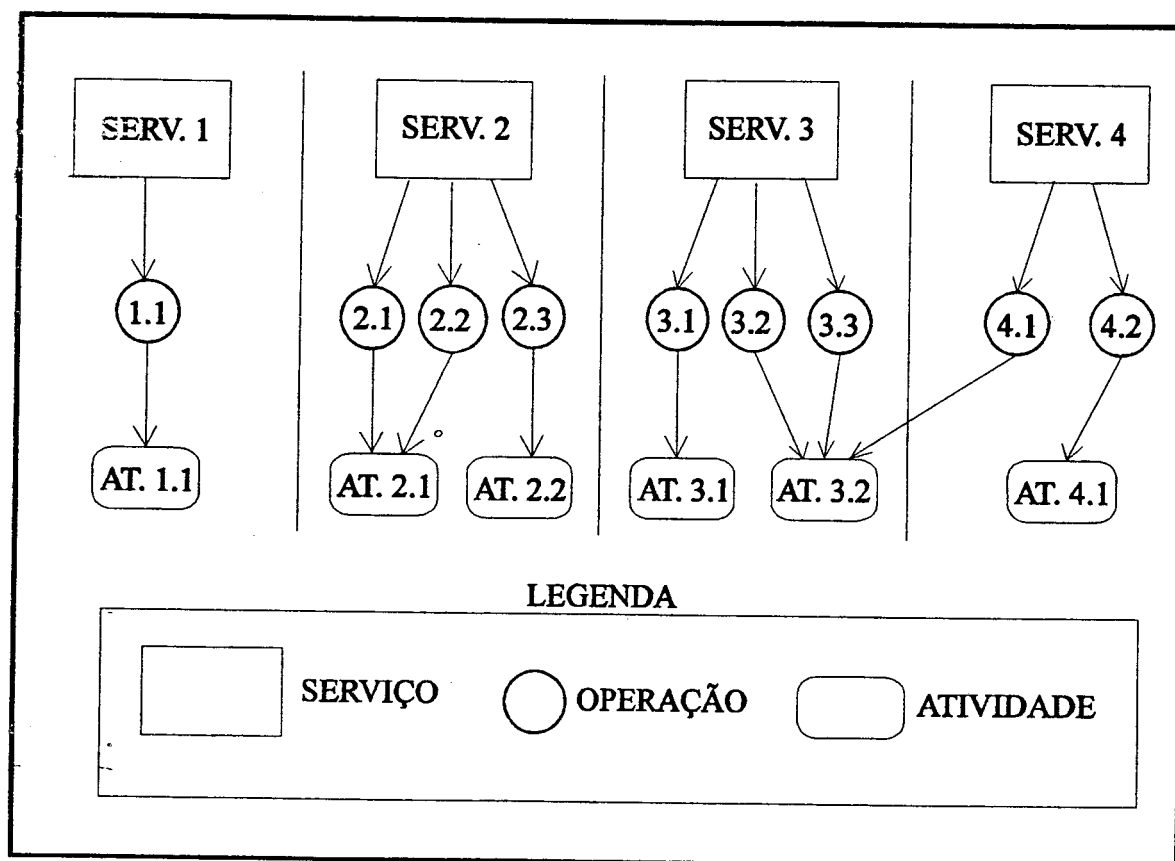 SERV. 1 SERV. 2 SERV. 3 SERV. 4
1.1 2.1 2.2 2.3 3.1 3.2 3.3 4.1 4.2
AT. 1.1 AT. 2.1 AT. 2.2 AT. 3.1 AT. 3.2 AT. 4.1
LEGENDA
SERVIÇO OPERAÇÃO ATIVIDADE